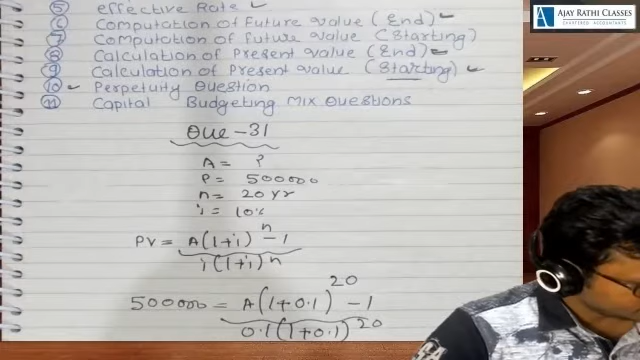 ⑤ effective Rate
⑥ Computation of Future value (End)
⑦ Computation of Future value (Starting)
⑧ Calculation of Present value (End)
⑨ Calculation of Present value (Starting)
⑩ Perpetuity Question
⑪ Capital Budgeting Mix Questions
Que-31
A = ?
P = 500000
n = 20 yr
i = 10%
PV = A(1+i)^n - 1
i(1+i)^n
500000 = A(1+0.1)^20 - 1
0.1(1+0.1)^20
AJAY RATHI CLASSES
CHARTERED ACCOUNTANTS